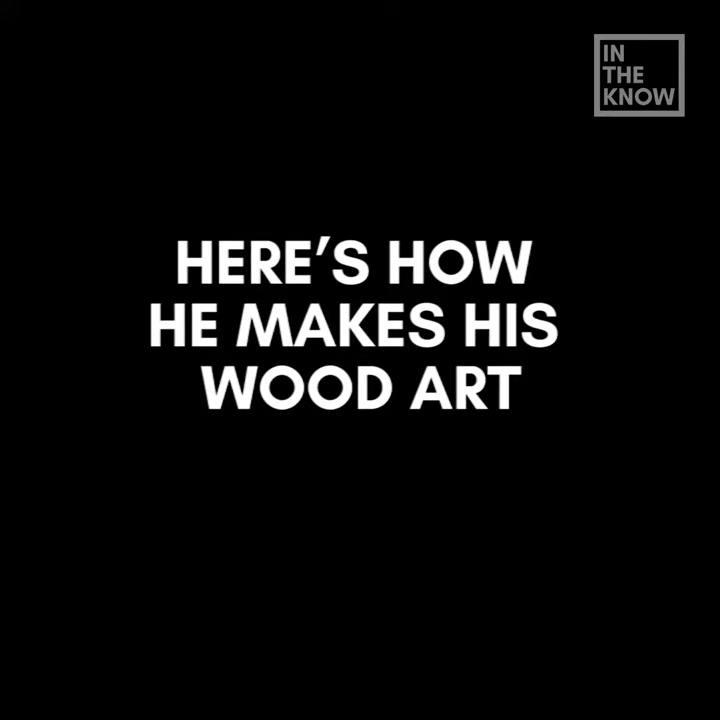 IN
THE
KNOW
HERE’S HOW
HE MAKES HIS
WOOD ART